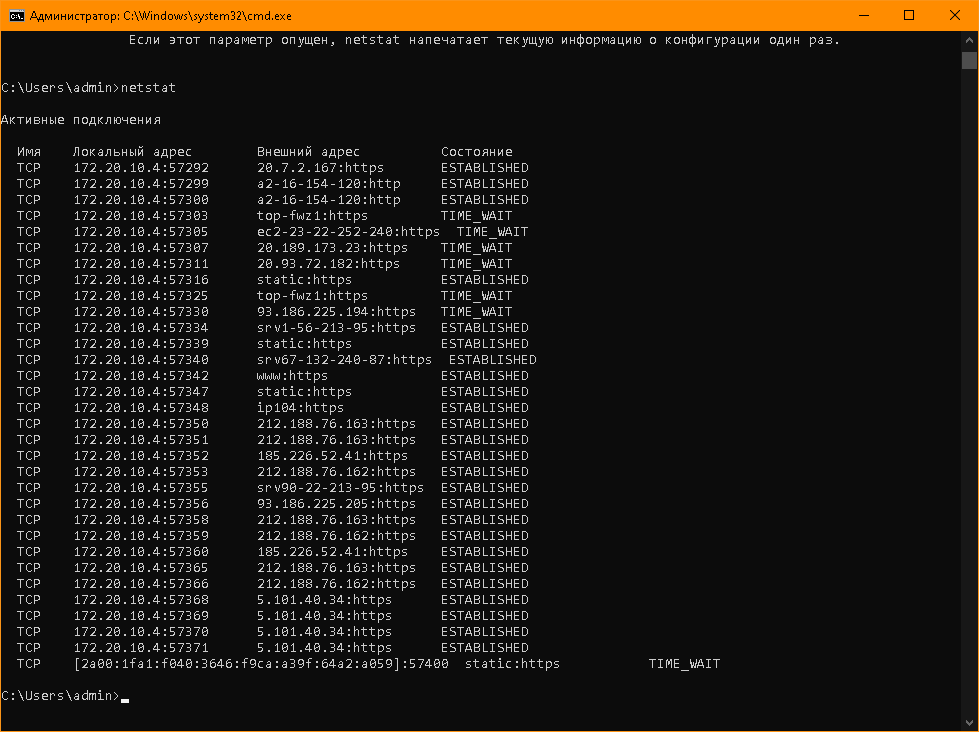 Администратор: C:\Windows\system32\cmd.exe
Если этот параметр опущен, netstat напечатает текущую информацию о конфигурации один раз.
C:\Users\admin>netstat
Активные подключения
Имя Локальный адрес Внешний адрес Состояние
TCP 172.20.10.4:57292 20.7.2.167:https ESTABLISHED
TCP 172.20.10.4:57299 a2-16-154-120:http ESTABLISHED
TCP 172.20.10.4:57300 a2-16-154-120:http ESTABLISHED
TCP 172.20.10.4:57303 top-fwz1:https TIME_WAIT
TCP 172.20.10.4:57305 ec2-23-22-252-240:https TIME_WAIT
TCP 172.20.10.4:57307 20.189.173.23:https TIME_WAIT
TCP 172.20.10.4:57311 20.93.72.182:https TIME_WAIT
TCP 172.20.10.4:57316 static:https ESTABLISHED
TCP 172.20.10.4:57325 top-fwz1:https TIME_WAIT
TCP 172.20.10.4:57330 93.186.225.194:https TIME_WAIT
TCP 172.20.10.4:57334 srv1-56-213-95:https ESTABLISHED
TCP 172.20.10.4:57339 static:https ESTABLISHED
TCP 172.20.10.4:57340 srv67-132-240-87:https ESTABLISHED
TCP 172.20.10.4:57342 www:https ESTABLISHED
TCP 172.20.10.4:57347 static:https ESTABLISHED
TCP 172.20.10.4:57348 ip104:https ESTABLISHED
TCP 172.20.10.4:57350 212.188.76.163:https ESTABLISHED
TCP 172.20.10.4:57351 212.188.76.163:https ESTABLISHED
TCP 172.20.10.4:57352 185.226.52.41:https ESTABLISHED
TCP 172.20.10.4:57353 212.188.76.162:https ESTABLISHED
TCP 172.20.10.4:57355 srv90-22-213-95:https ESTABLISHED
TCP 172.20.10.4:57356 93.186.225.205:https ESTABLISHED
TCP 172.20.10.4:57358 212.188.76.163:https ESTABLISHED
TCP 172.20.10.4:57359 212.188.76.162:https ESTABLISHED
TCP 172.20.10.4:57360 185.226.52.41:https ESTABLISHED
TCP 172.20.10.4:57365 212.188.76.163:https ESTABLISHED
TCP 172.20.10.4:57366 212.188.76.162:https ESTABLISHED
TCP 172.20.10.4:57368 5.101.40.34:https ESTABLISHED
TCP 172.20.10.4:57369 5.101.40.34:https ESTABLISHED
TCP 172.20.10.4:57370 5.101.40.34:https ESTABLISHED
TCP 172.20.10.4:57371 5.101.40.34:https ESTABLISHED
TCP [2a00:1fa1:f040:3646:f9ca:a39f:64a2:a059]:57400 static:https TIME_WAIT
C:\Users\admin>